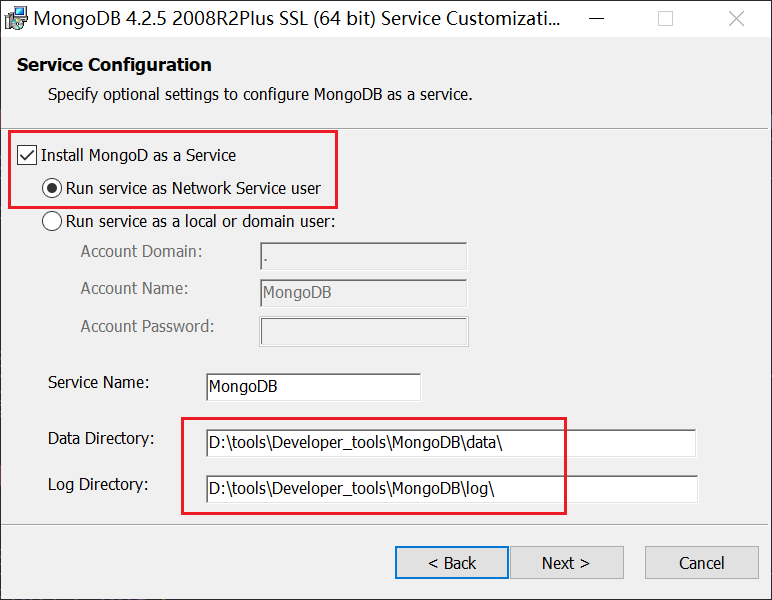 MongoDB 4.2.5 2008R2Plus SSL (64 bit) Service Customizati...
Service Configuration
Specify optional settings to configure MongoDB as a service.
Install MongoD as a Service
Run service as Network Service user
Run service as a local or domain user:
Account Domain: .
Account Name: MongoDB
Account Password:
Service Name: MongoDB
Data Directory: D:\tools\Developer_tools\MongoDB\data\
Log Directory: D:\tools\Developer_tools\MongoDB\log\
< Back Next > Cancel